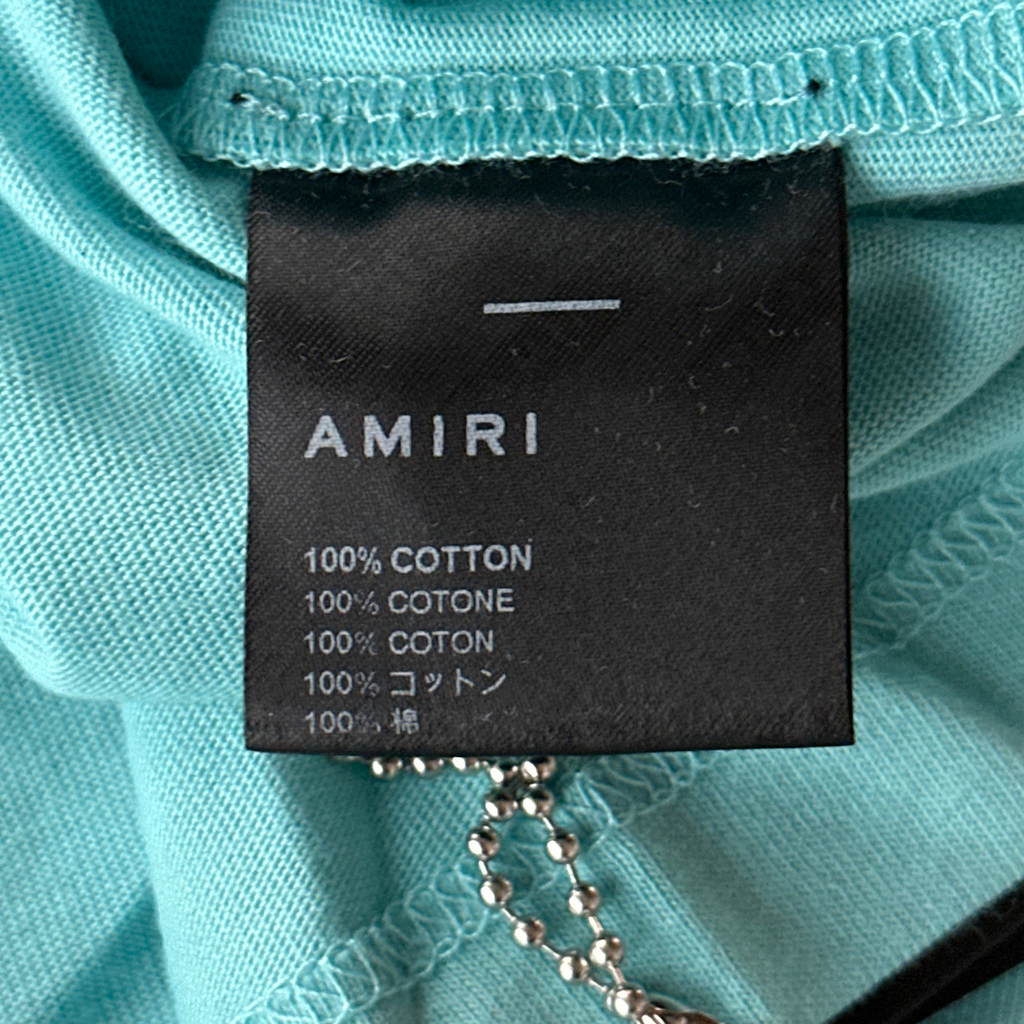 AMIRI
100% COTTON
100% COTONE
100% COTON
100% コットン
100% 棉